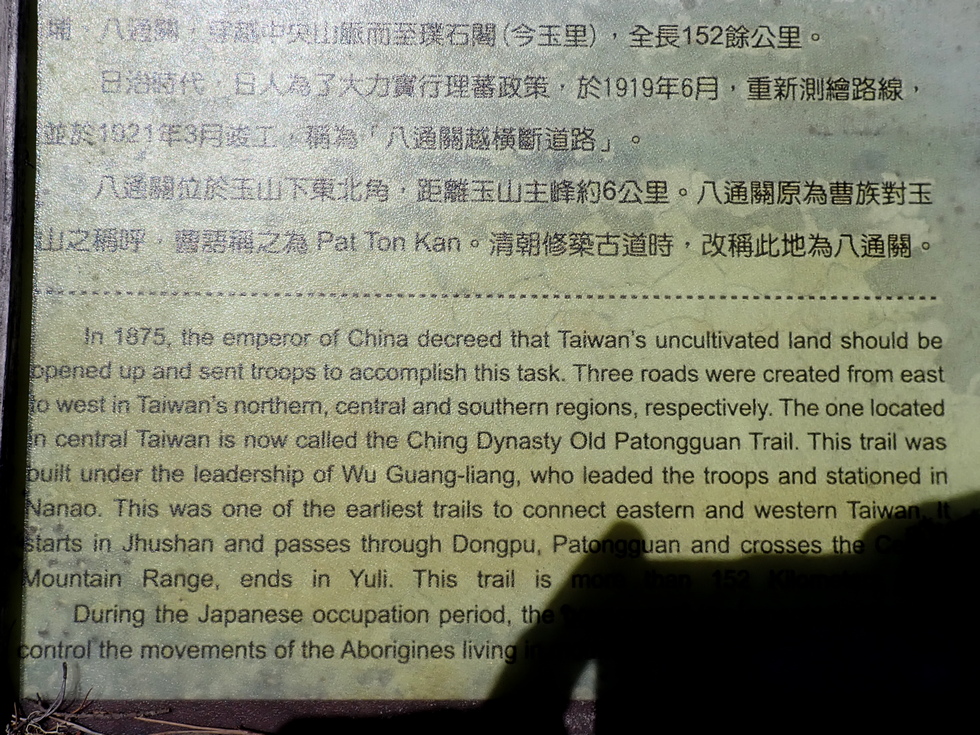 埔，八通關，穿越中央山脈而至璞石閣(今玉里)，全長152餘公里。
日治時代，日人為了大力實行理蕃政策，於1919年6月，重新測繪路線，
並於1921年3月竣工，稱為「八通關越橫斷道路」。
八通關位於玉山下東北角，距離玉山主峰約6公里。八通關原為曹族對玉
山之稱呼，曹語稱之為 Pat Ton Kan。清朝修築古道時，改稱此地為八通關。
In 1875, the emperor of China decreed that Taiwan's uncultivated land should be
opened up and sent troops to accomplish this task. Three roads were created from east
to west in Taiwan's northern, central and southern regions, respectively. The one located
in central Taiwan is now called the Ching Dynasty Old Patongguan Trail. This trail was
built under the leadership of Wu Guang-liang, who leaded the troops and stationed in
Nanao. This was one of the earliest trails to connect eastern and western Taiwan. It
starts in Jhushan and passes through Dongpu, Patongguan and crosses the
Mountain Range, ends in Yuli. This trail is more than 152
During the Japanese occupation period, the
control the movements of the Aborigines living in